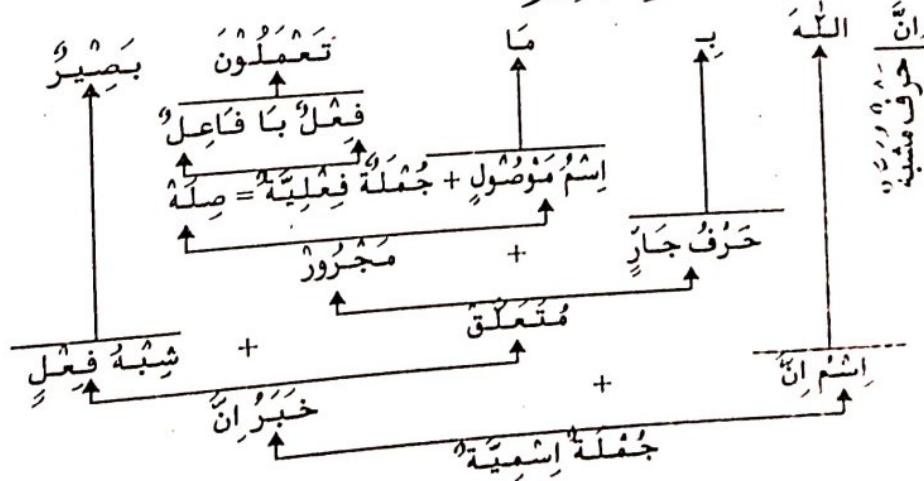 اِنَّ اللّٰهَ بِـ مَا تَعْمَلُوْنَ بَصِيْرٌ
حَرْفٌ مُشَبَّهٌ
فِعْلٌ بَا فَاعِلٌ
اِسْمُ مَوْصُوْلٍ + جُمْلَةٌ فِعْلِيَّةٌ = صِلَهْ
حَرْفُ جَارٍّ + مَجْرُوْرْ
مُتَعَلَّقْ
اِسْمُ اِنَّ + شِبْهُ فِعْلٍ +
خَبَرُ اِنَّ
جُمْلَةٌ اِسْمِيَّةٌ